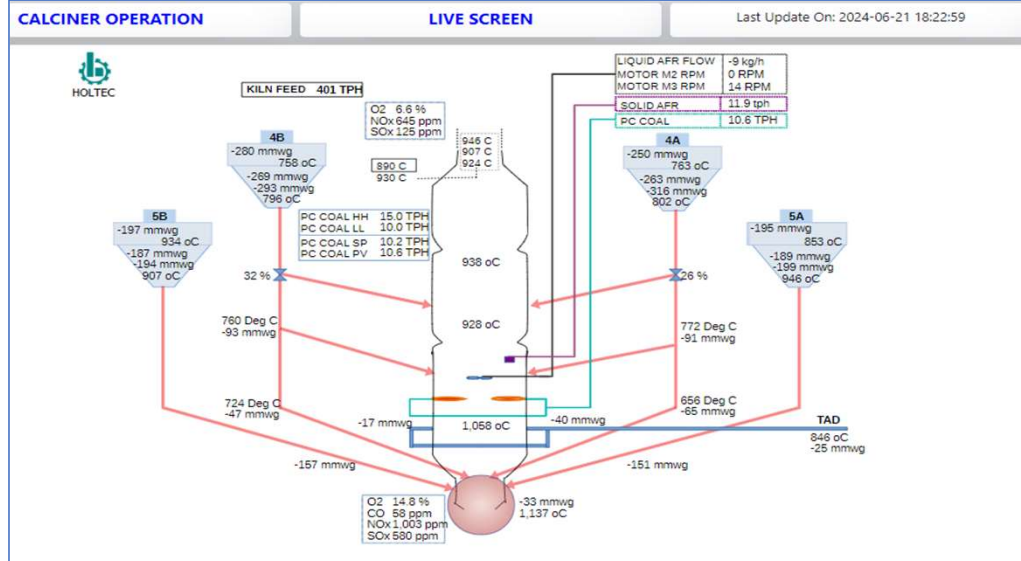 CALCINER OPERATION
LIVE SCREEN
Last Update On: 2024-06-21 18:22:59
HOLTEC
KILN FEED 401 TPH
LIQUID AFR FLOW -9 kg/h
MOTOR M2 RPM 0 RPM
MOTOR M3 RPM 14 RPM
SOLID AFR 11.9 tph
PC COAL 10.6 TPH
O2 6.6 %
NOx 645 ppm
SOx 125 ppm
946 C
907 C
924 C
890 C
930 C
4B
-280 mmwg
758 oC
-269 mmwg
-293 mmwg
796 oC
4A
-250 mmwg
763 oC
-263 mmwg
-316 mmwg
802 oC
5B
-197 mmwg
934 oC
-187 mmwg
-194 mmwg
907 oC
PC COAL HH 15.0 TPH
PC COAL LL 10.0 TPH
PC COAL SP 10.2 TPH
PC COAL PV 10.6 TPH
5A
-195 mmwg
853 oC
-189 mmwg
-199 mmwg
946 oC
938 oC
32 %
26 %
928 oC
760 Deg C
-93 mmwg
772 Deg C
-91 mmwg
724 Deg C
-47 mmwg
656 Deg C
-65 mmwg
-17 mmwg
1,058 oC
-40 mmwg
TAD
846 oC
-25 mmwg
-157 mmwg
-151 mmwg
O2 14.8 %
CO 58 ppm
NOx 1,003 ppm
SOx 580 ppm
-33 mmwg
1,137 oC